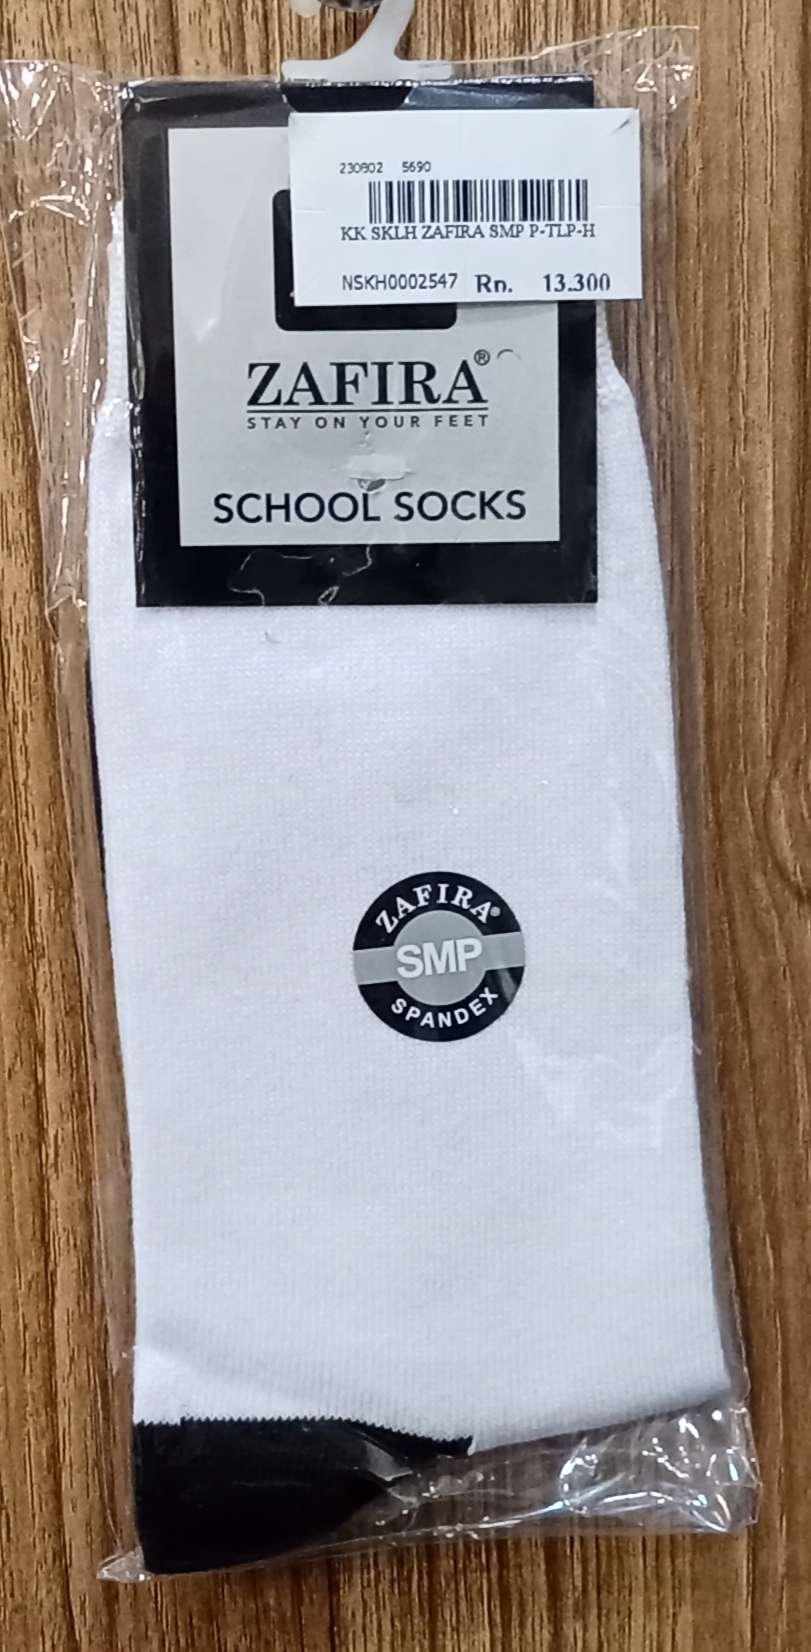 230802 5690
KK SKLH ZAFIRA SMP P-TLP-H
NSKH0002547 Rp. 13.300
ZAFIRA®
STAY ON YOUR FEET
SCHOOL SOCKS
ZAFIRA®
SMP
SPANDEX